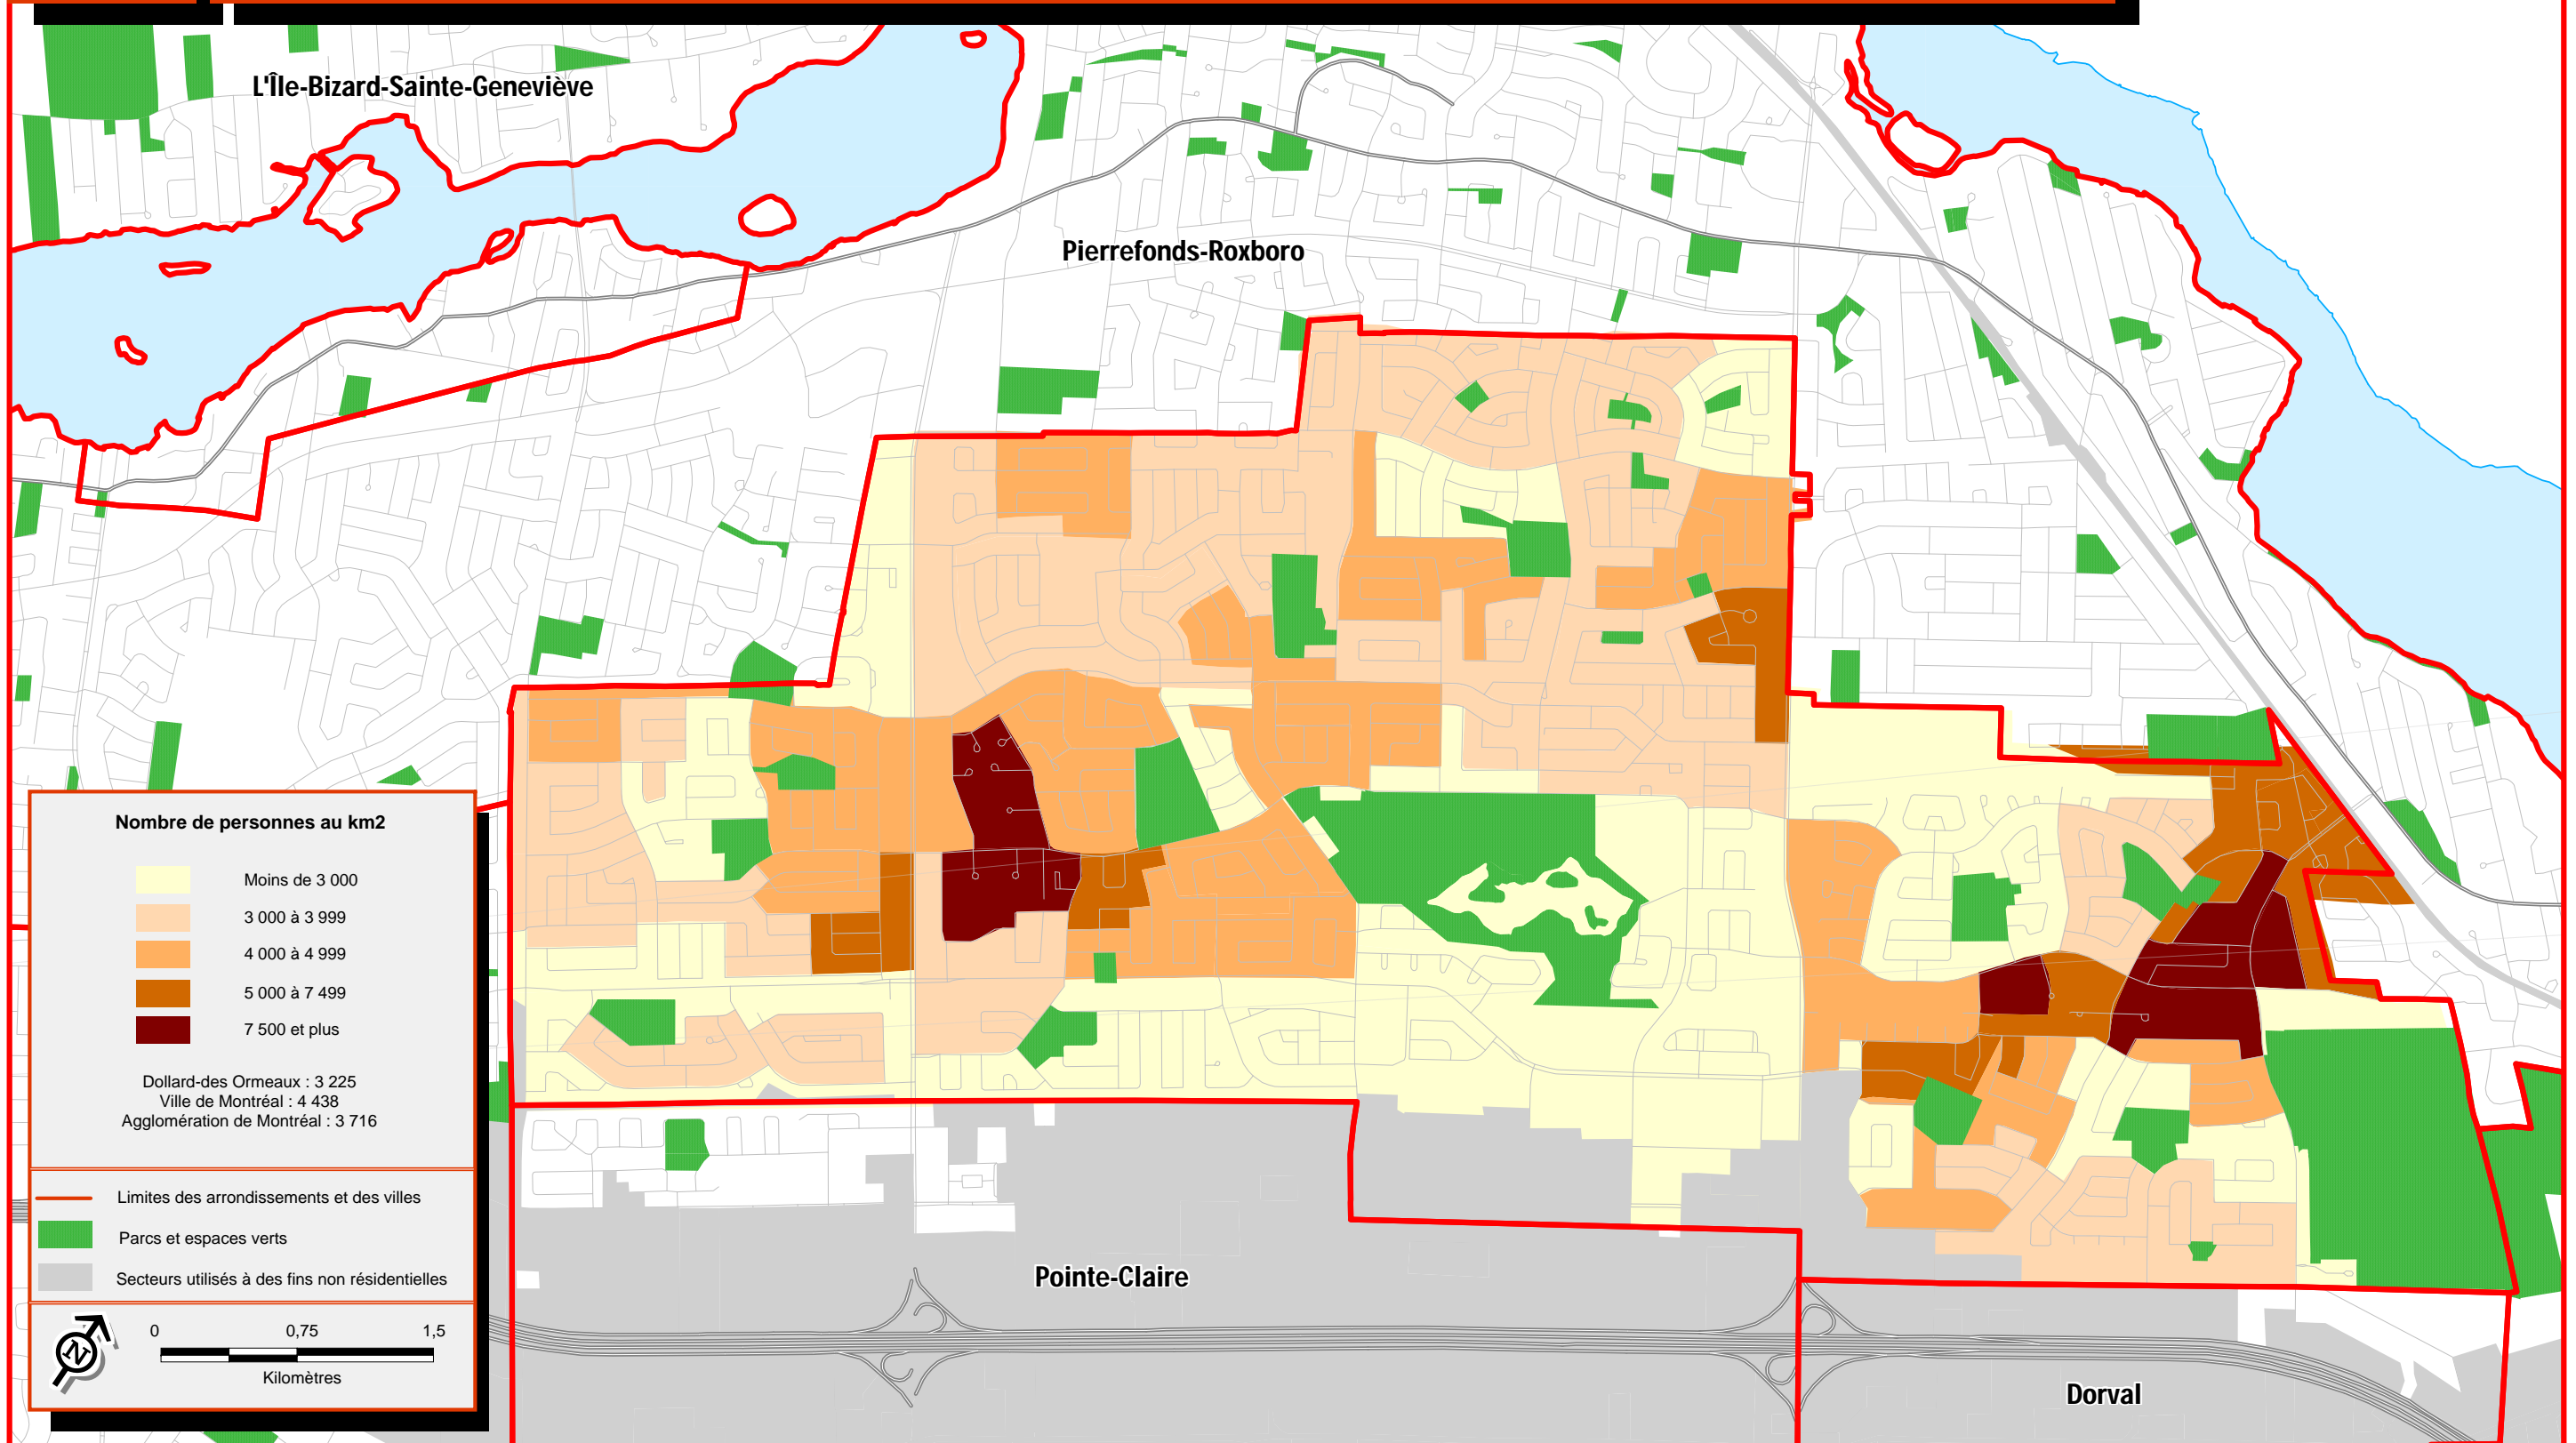 L'Île-Bizard-Sainte-Geneviève
Pierrefonds-Roxboro
Nombre de personnes au km2
Moins de 3 000
3 000 à 3 999
4 000 à 4 999
5 000 à 7 499
7 500 et plus
Dollard-des Ormeaux : 3 225
Ville de Montréal : 4 438
Agglomération de Montréal : 3 716
Limites des arrondissements et des villes
Parcs et espaces verts
Secteurs utilisés à des fins non résidentielles
N
0 0,75 1,5
Kilomètres
Pointe-Claire
Dorval